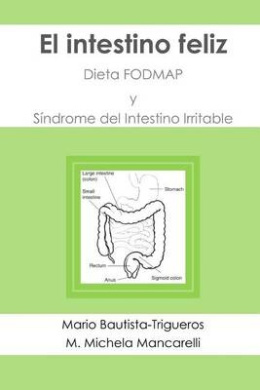 El intestino feliz
Dieta FODMAP
y
Síndrome del Intestino Irritable
Large intestine
(colon)
Stomach
Small
intestine
Rectum
Anus
Sigmoid colon
Mario Bautista-Trigueros
M. Michela Mancarelli